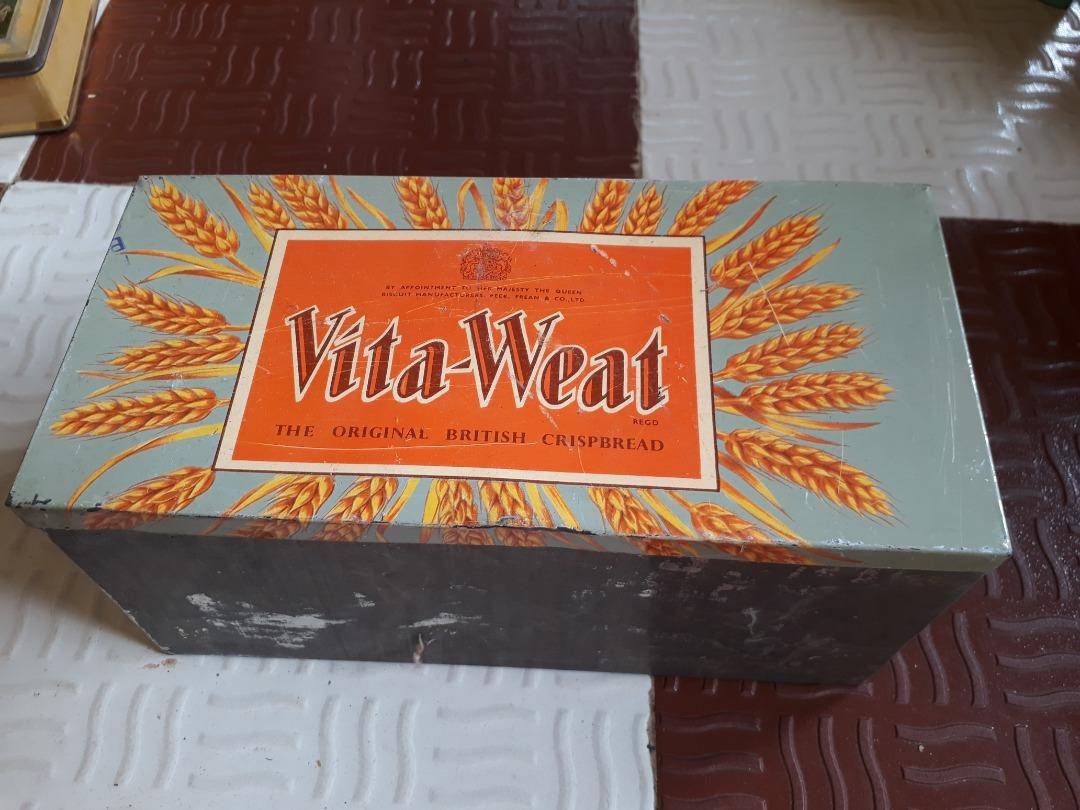 BY APPOINTMENT TO HER MAJESTY THE QUEEN
BISCUIT MANUFACTURERS. PEEK, FREAN & CO. LTD.
Vita-Weat
REGD
THE ORIGINAL BRITISH CRISPBREAD